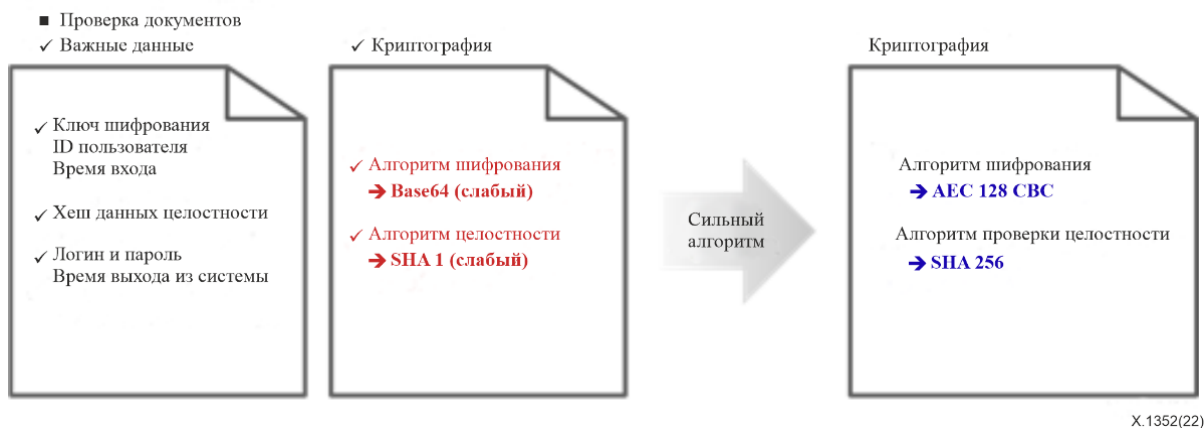 ■ Проверка документов
✓ Важные данные
✓ Ключ шифрования
ID пользователя
Время входа
✓ Хеш данных целостности
✓ Логин и пароль
Время выхода из системы
✓ Криптография
✓ Алгоритм шифрования
➔ Base64 (слабый)
✓ Алгоритм целостности
➔ SHA 1 (слабый)
Сильный
алгоритм
Криптография
Алгоритм шифрования
➔ AEC 128 CBC
Алгоритм проверки целостности
➔ SHA 256
X.1352(22)